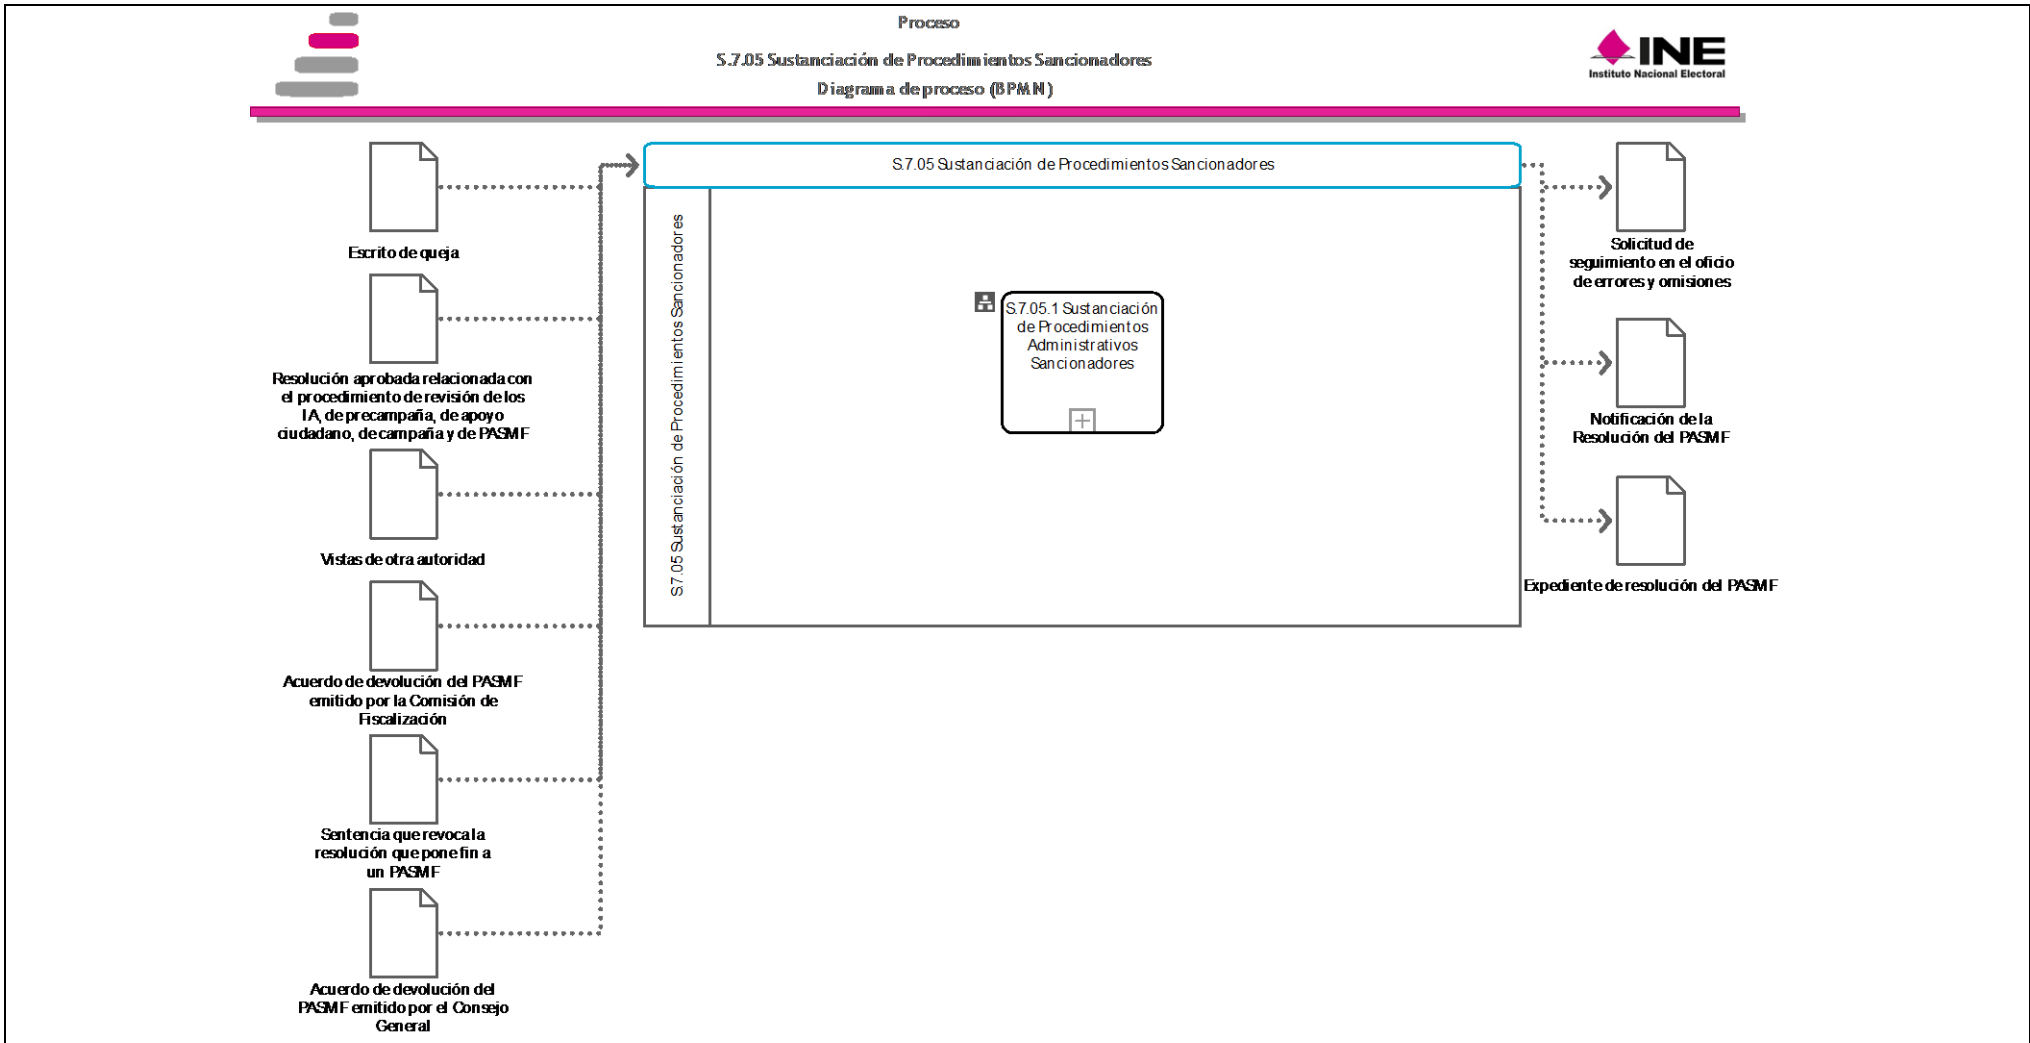 Proceso
S.7.05 Sustanciación de Procedimientos Sancionadores
Diagrama de proceso (BPMN)
INE
Instituto Nacional Electoral
Escrito de queja
Resolución aprobada relacionada con
el procedimiento de revisión de los
IA, de precampaña, de apoyo
ciudadano, de campaña y de PASMF
Vistas de otra autoridad
Acuerdo de devolución del PASMF
emitido por la Comisión de
Fiscalización
Sentencia que revoca la
resolución que pone fin a
un PASMF
Acuerdo de devolución del
PASMF emitido por el Consejo
General
S.7.05 Sustanciación de Procedimientos Sancionadores
S.7.05 Sustanciación de Procedimientos Sancionadores
S.7.05.1 Sustanciación
de Procedimientos
Administrativos
Sancionadores
Solicitud de
seguimiento en el oficio
de errores y omisiones
Notificación de la
Resolución del PASMF
Expediente de resolución del PASMF